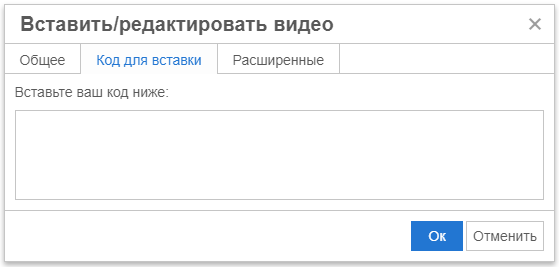 Вставить/редактировать видео
Общее Код для вставки Расширенные
Вставьте ваш код ниже:
Ок Отменить